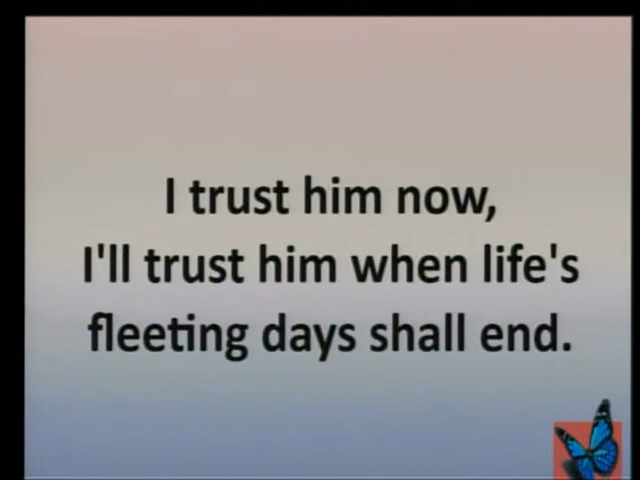 I trust him now,
I'll trust him when life's
fleeting days shall end.